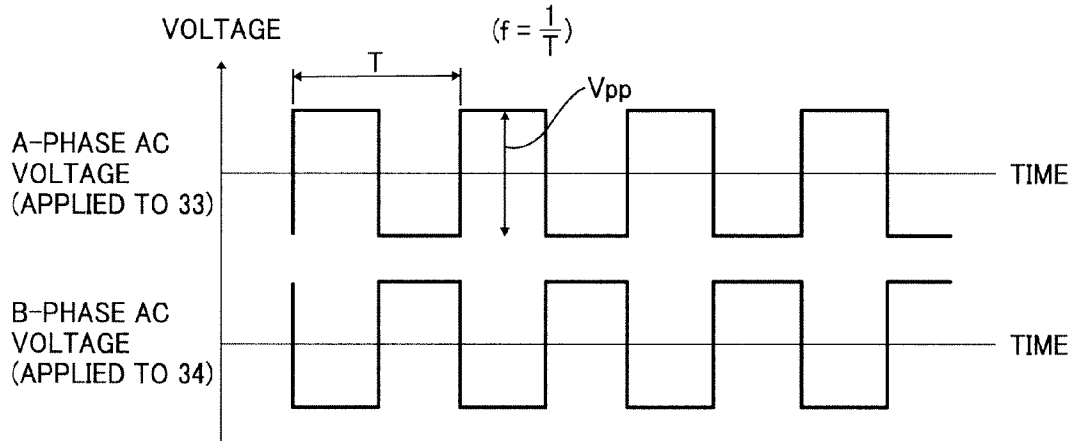 VOLTAGE
(f = 1/T)
T
Vpp
A-PHASE AC
VOLTAGE
(APPLIED TO 33)
TIME
B-PHASE AC
VOLTAGE
(APPLIED TO 34)
TIME